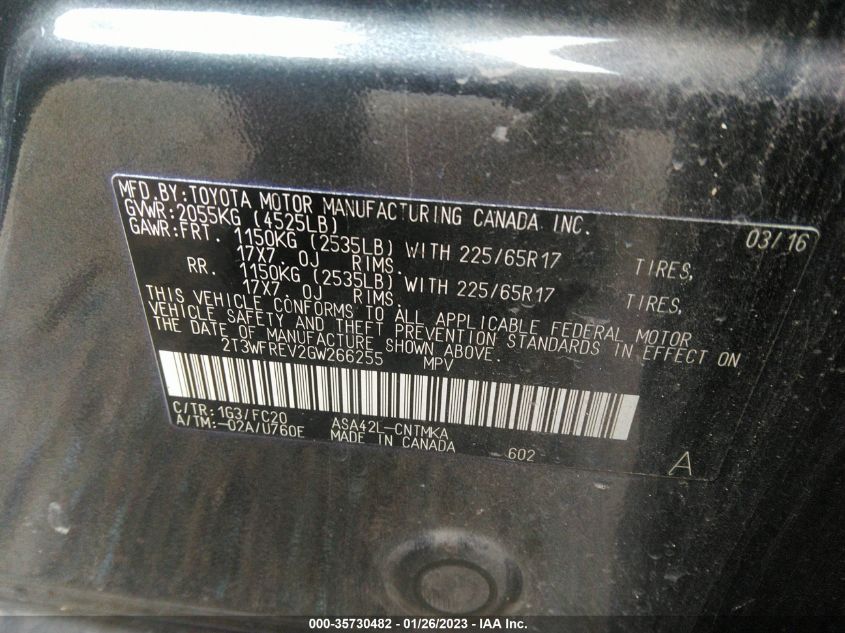 MFD.BY:TOYOTA MOTOR MANUFACTURING CANADA INC. 03/16
GVWR:2055KG (4525LB)
GAWR:FRT. 1150KG (2535LB) WITH 225/65R17 TIRES,
17X7. OJ RIMS.
RR. 1150KG (2535LB) WITH 225/65R17 TIRES,
17X7 OJ RIMS.
THIS VEHICLE CONFORMS TO ALL APPLICABLE FEDERAL MOTOR
VEHICLE SAFETY AND THEFT PREVENTION STANDARDS IN EFFECT ON
THE DATE OF MANUFACTURE SHOWN ABOVE.
2T3WFREV2GW266255 MPV
C/TR:1G3/FC20 ASA42L-CNTMKA
A/TM:-02A/U760E MADE IN CANADA 602 A
000-35730482 - 01/26/2023 - IAA Inc.